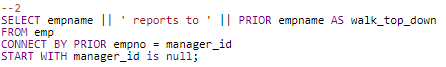 --2
SELECT empname || ' reports to ' || PRIOR empname AS walk_top_down
FROM emp
CONNECT BY PRIOR empno = manager_id
START WITH manager_id is null;